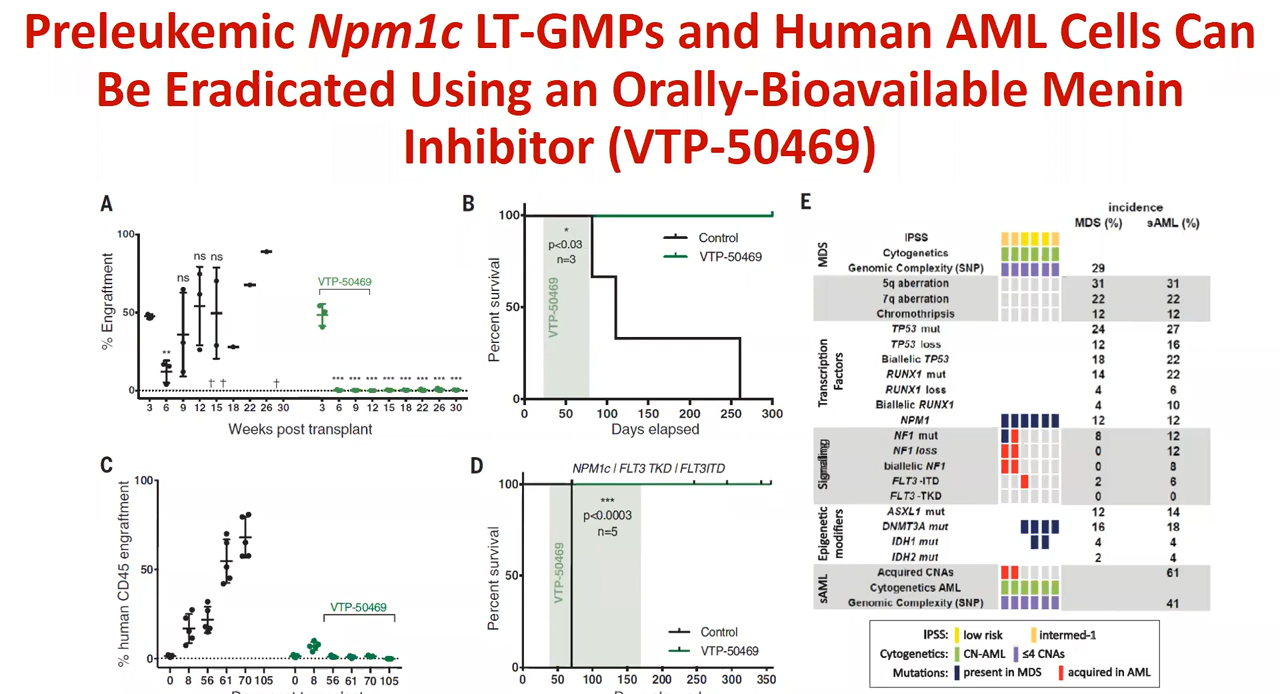 Preleukemic Npm1c LT-GMPs and Human AML Cells Can
Be Eradicated Using an Orally-Bioavailable Menin
Inhibitor (VTP-50469)
A
% Engraftment
100
50
0
ns
ns
ns
**
† † †
VTP-50469
*** *** *** *** *** *** *** ***
3 6 9 12 15 18 22 26 30
3 6 9 12 15 18 22 26 30
Weeks post transplant
B
Percent survival
100
50
0
*
p<0.03
n=3
VTP-50469
Control
VTP-50469
0 50 100 150 200 250 300
Days elapsed
C
% human CD45 engraftment
100
50
0
VTP-50469
0 8 56 61 70 105
0 8 56 61 70 105
D
NPM1c / FLT3 TKD / FLT3ITD
Percent survival
100
50
0
***
p<0.0003
n=5
VTP-50469
Control
VTP-50469
0 50 100 150 200 250 300 350
E
incidence
MDS (%) sAML (%)
MDS
IPSS
Cytogenetics
Genomic Complexity (SNP) 29
5q aberration 31 31
7q aberration 22 22
Chromothripsis 12 12
Transcription
Factors
TP53 mut 24 27
TP53 loss 12 16
Biallelic TP53 18 22
RUNX1 mut 14 22
RUNX1 loss 4 6
Biallelic RUNX1 4 10
NPM1 12 12
Signaling
NF1 mut 8 12
NF1 loss 0 12
biallelic NF1 0 8
FLT3-ITD 2 6
FLT3-TKD 0 0
Epigenetic
modifiers
ASXL1 mut 12 14
DNMT3A mut 16 18
IDH1 mut 4 4
IDH2 mut 2 4
sAML
Acquired CNAs 61
Cytogenetics AML
Genomic Complexity (SNP) 41
IPSS: low risk intermed-1
Cytogenetics: CN-AML ≤4 CNAs
Mutations: present in MDS acquired in AML